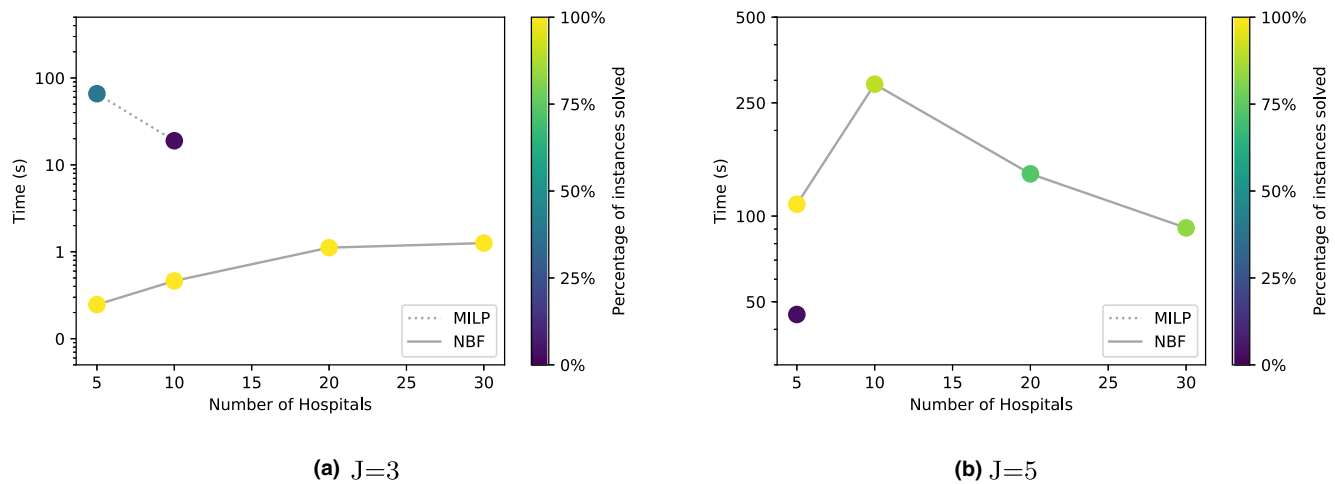 100
10
1
0
Time (s)
5
10
15
20
25
30
Number of Hospitals
MILP
NBF
100%
75%
50%
25%
0%
Percentage of instances solved
(a) J=3
500
250
100
50
Time (s)
5
10
15
20
25
30
Number of Hospitals
MILP
NBF
100%
75%
50%
25%
0%
Percentage of instances solved
(b) J=5